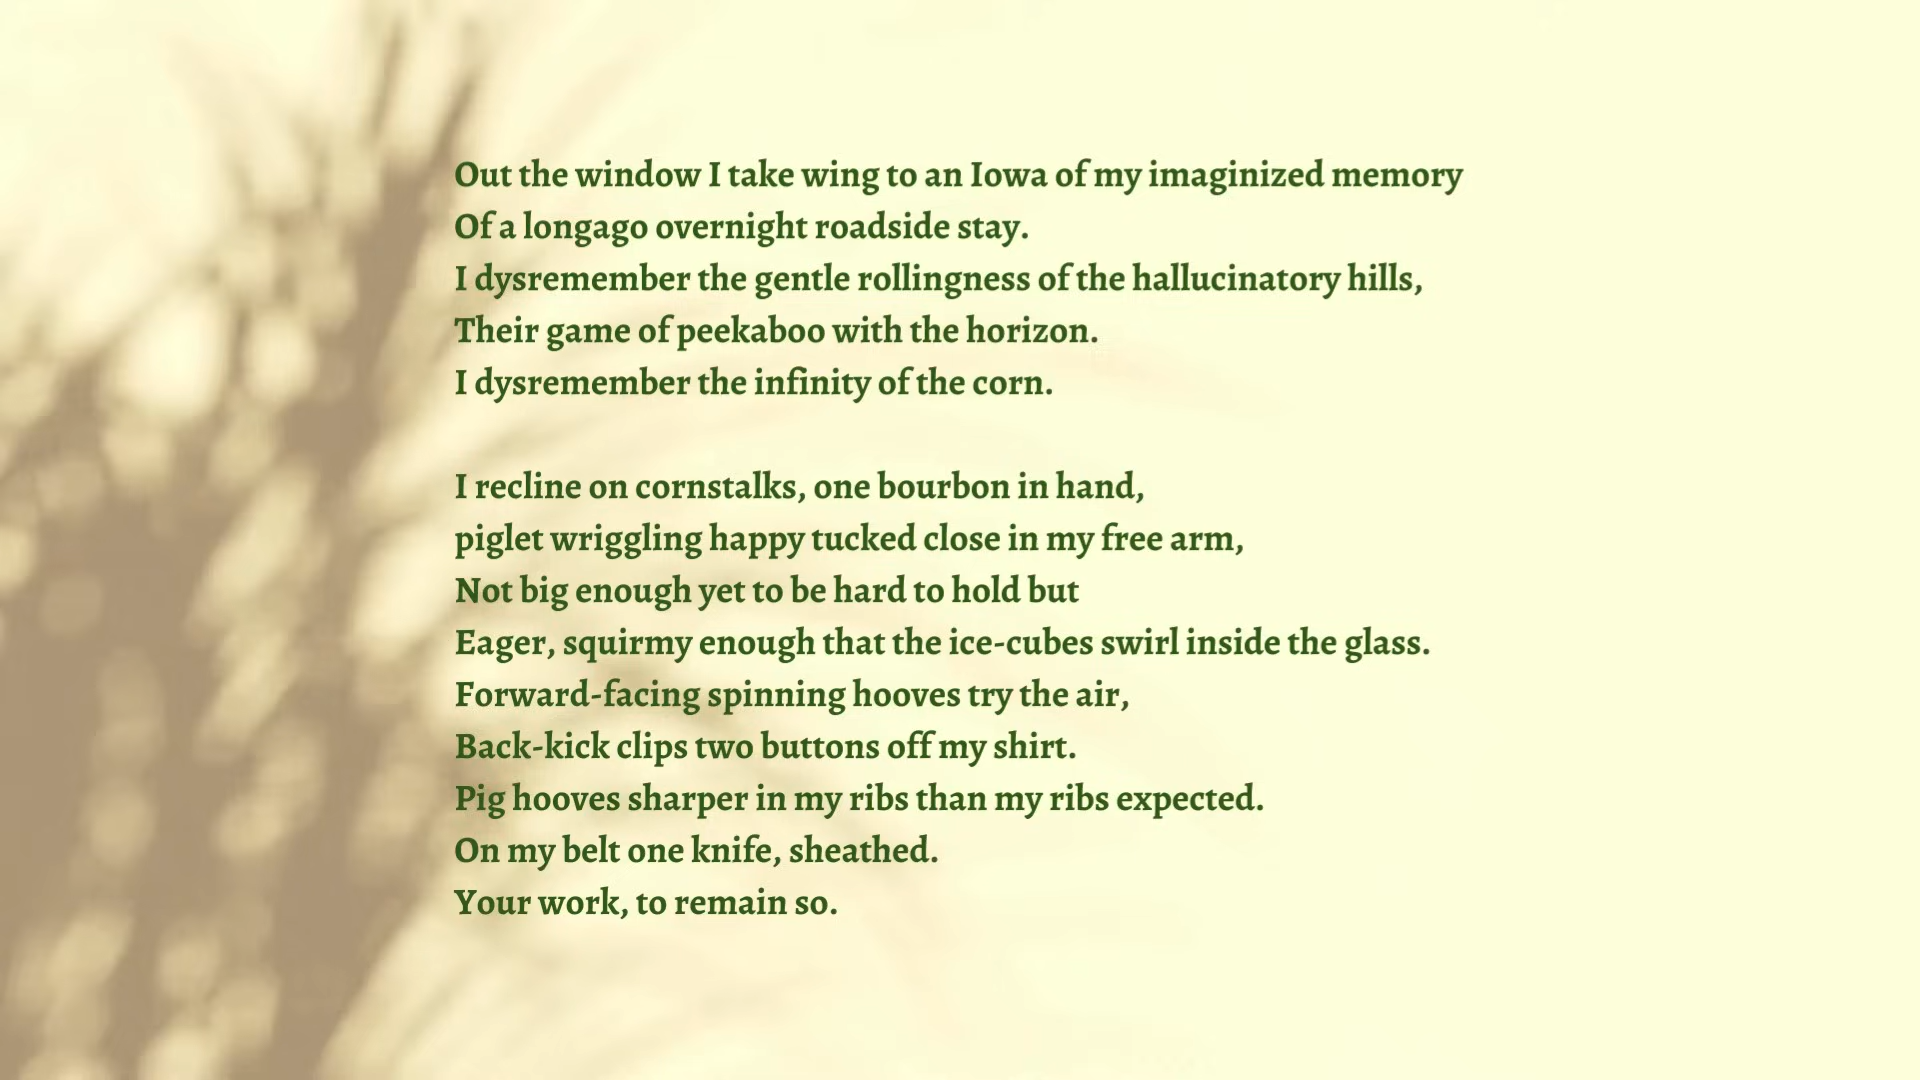 Out the window I take wing to an Iowa of my imaginized memory
Of a longago overnight roadside stay.
I dysremember the gentle rollingness of the hallucinatory hills,
Their game of peekaboo with the horizon.
I dysremember the infinity of the corn.

I recline on cornstalks, one bourbon in hand,
piglet wriggling happy tucked close in my free arm,
Not big enough yet to be hard to hold but
Eager, squirmy enough that the ice-cubes swirl inside the glass.
Forward-facing spinning hooves try the air,
Back-kick clips two buttons off my shirt.
Pig hooves sharper in my ribs than my ribs expected.
On my belt one knife, sheathed.
Your work, to remain so.